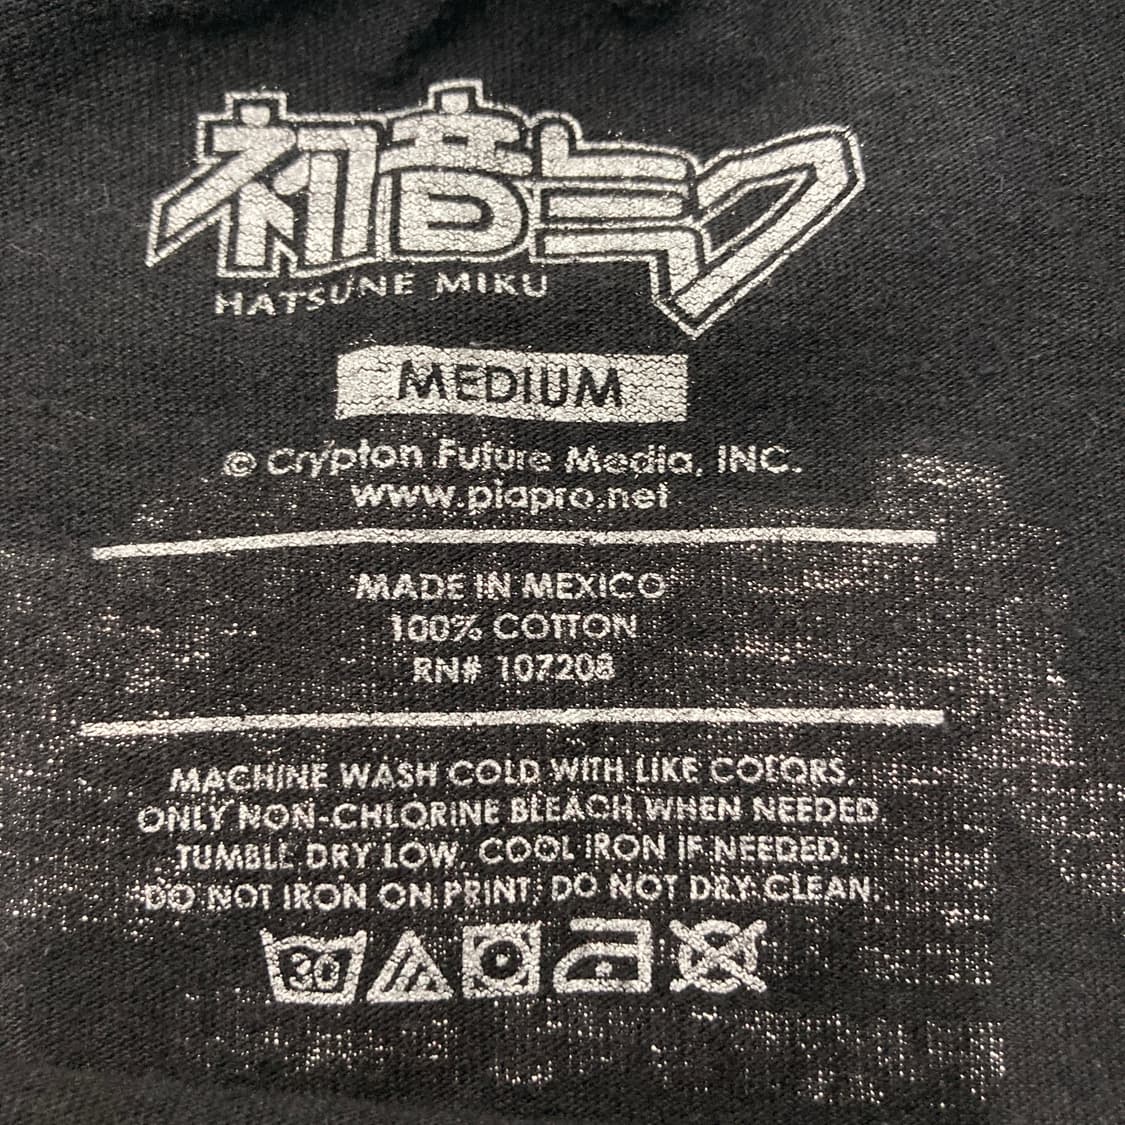 初音ミク
HATSUNE MIKU
MEDIUM
© Crypton Future Media, INC.
www.piapro.net
MADE IN MEXICO
100% COTTON
RN# 107208
MACHINE WASH COLD WITH LIKE COLORS.
ONLY NON-CHLORINE BLEACH WHEN NEEDED.
TUMBLE DRY LOW, COOL IRON IF NEEDED.
DO NOT IRON ON PRINT; DO NOT DRY CLEAN.
30